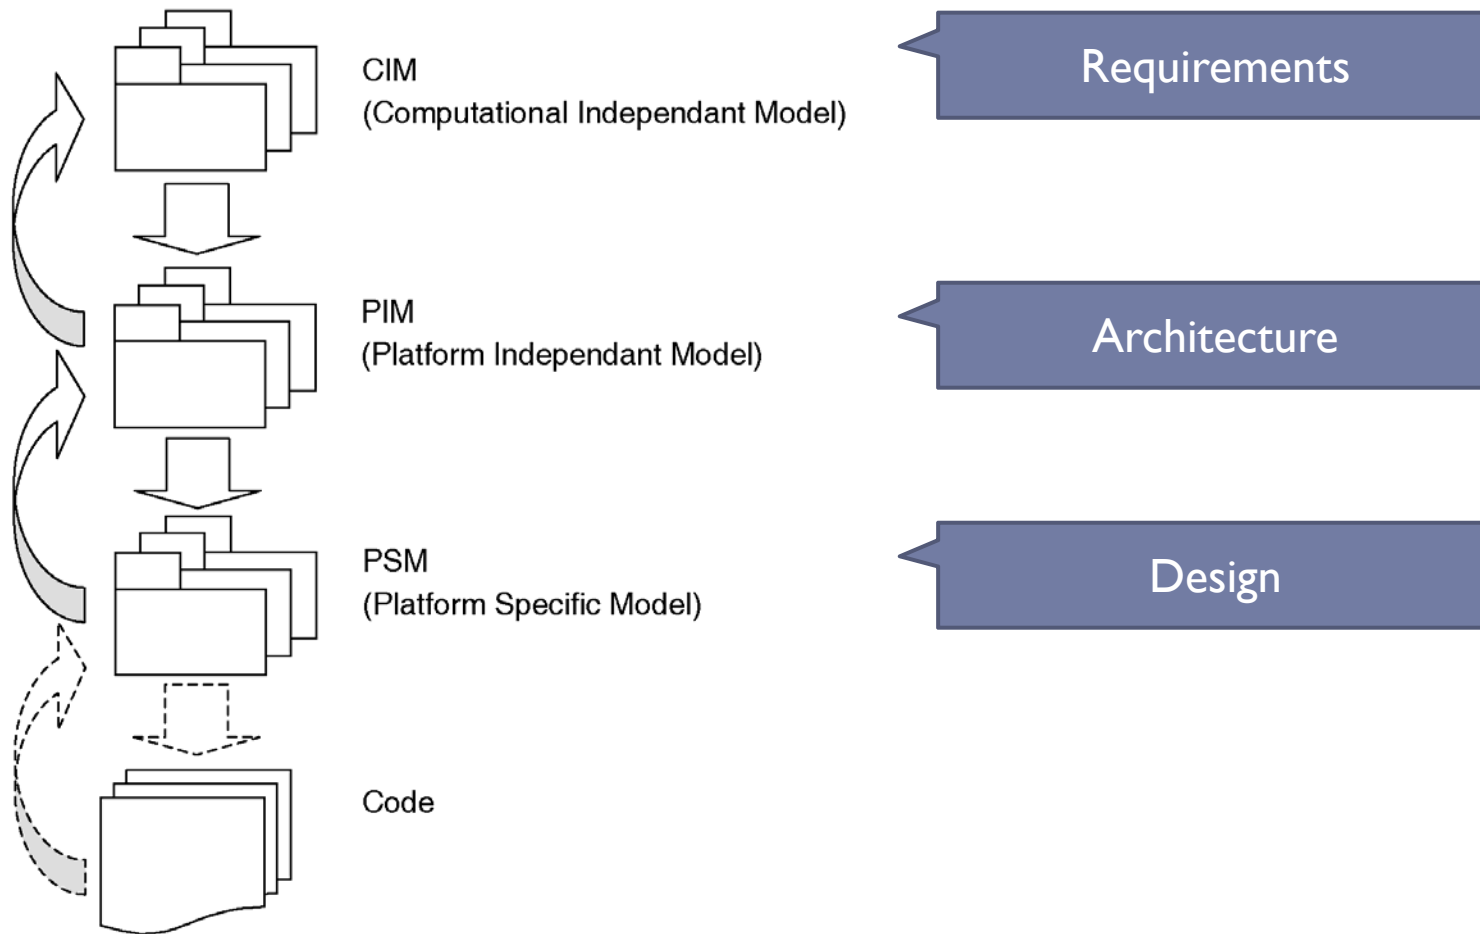 CIM
(Computational Independant Model)
Requirements
PIM
(Platform Independant Model)
Architecture
PSM
(Platform Specific Model)
Design
Code